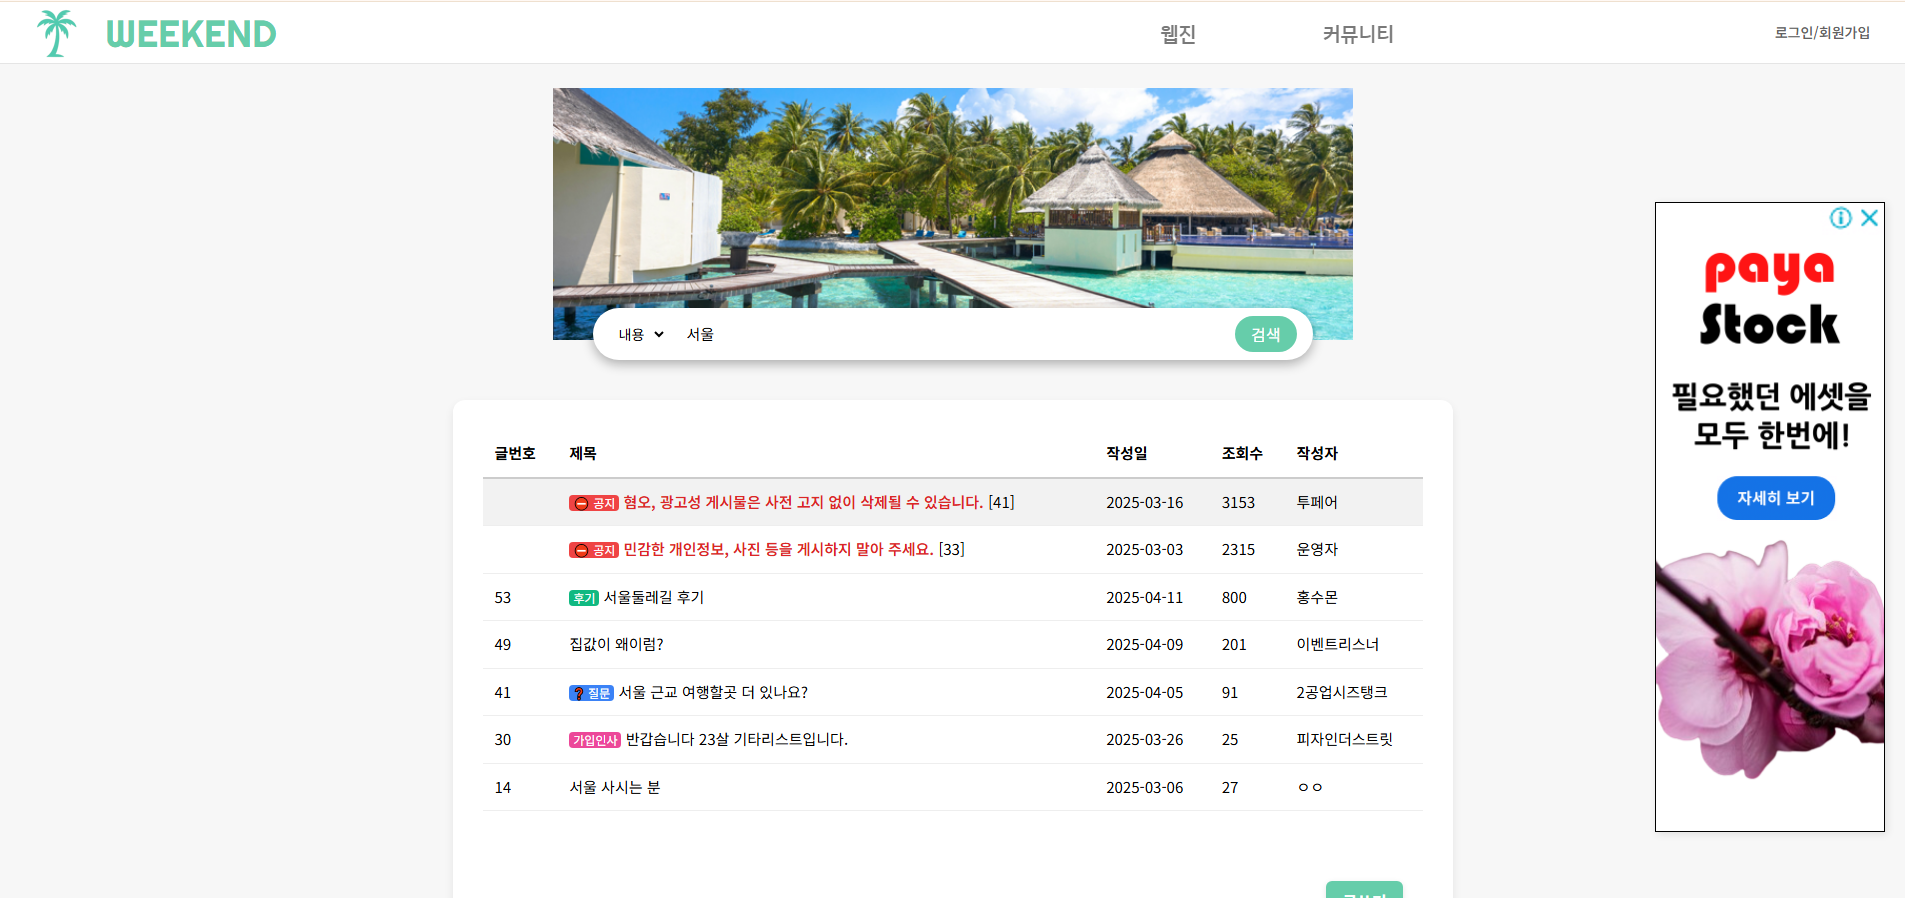 WEEKEND 웹진 커뮤니티 로그인/회원가입
내용 서울 검색
글번호 제목 작성일 조회수 작성자
공지 혐오, 광고성 게시물은 사전 고지 없이 삭제될 수 있습니다. [41] 2025-03-16 3153 투페어
공지 민감한 개인정보, 사진 등을 게시하지 말아 주세요. [33] 2025-03-03 2315 운영자
53 후기 서울둘레길 후기 2025-04-11 800 홍수몬
49 집값이 왜이럼? 2025-04-09 201 이벤트리스너
41 ❓ 질문 서울 근교 여행할곳 더 있나요? 2025-04-05 91 2공업시즈탱크
30 가입인사 반갑습니다 23살 기타리스트입니다. 2025-03-26 25 피자인더스트릿
14 서울 사시는 분 2025-03-06 27 ㅇㅇ
paya
Stock
필요했던 에셋을
모두 한번에!
자세히 보기